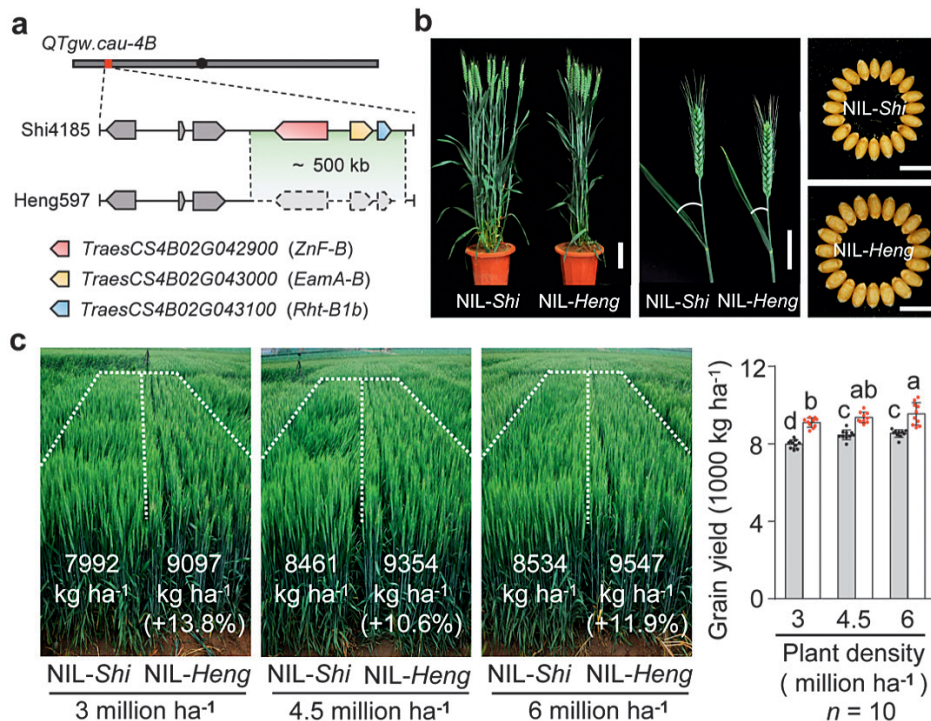 a
QTgw.cau-4B
Shi4185
~ 500 kb
Heng597
TraesCS4B02G042900 (ZnF-B)
TraesCS4B02G043000 (EamA-B)
TraesCS4B02G043100 (Rht-B1b)
b
NIL-Shi NIL-Heng
NIL-Shi NIL-Heng
NIL-Shi
NIL-Heng
c
7992
kg ha⁻¹
9097
kg ha⁻¹
(+13.8%)
NIL-Shi NIL-Heng
3 million ha⁻¹
8461
kg ha⁻¹
9354
kg ha⁻¹
(+10.6%)
NIL-Shi NIL-Heng
4.5 million ha⁻¹
8534
kg ha⁻¹
9547
kg ha⁻¹
(+11.9%)
NIL-Shi NIL-Heng
6 million ha⁻¹
Grain yield (1000 kg ha⁻¹)
12
8
4
0
d b c ab c a
3 4.5 6
Plant density
( million ha⁻¹)
n = 10